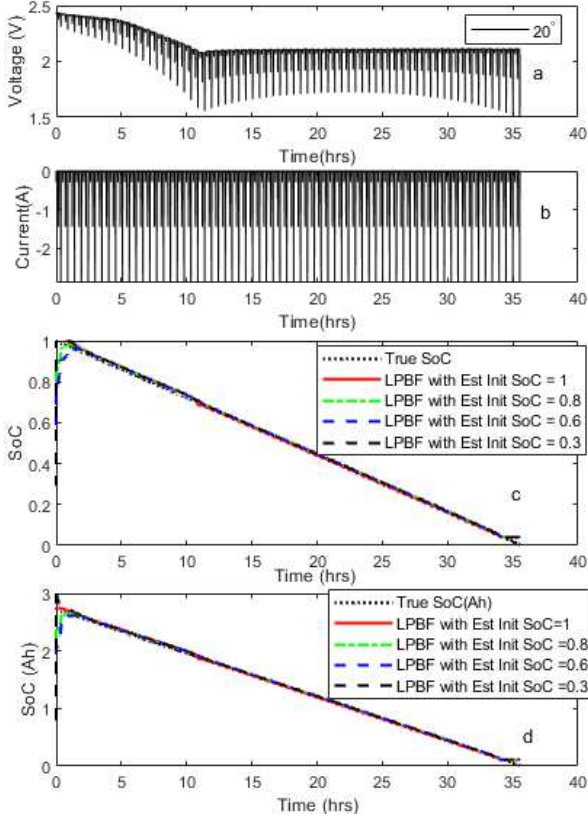 2.5
2
1.5
Voltage (V)
20°
a
0 5 10 15 20 25 30 35 40
Time(hrs)
0
-1
-2
Current(A)
b
0 5 10 15 20 25 30 35 40
Time(hrs)
1
0.8
0.6
0.4
0.2
0
SoC
True SoC
LPBF with Est Init SoC = 1
LPBF with Est Init SoC = 0.8
LPBF with Est Init SoC = 0.6
LPBF with Est Init SoC = 0.3
c
0 5 10 15 20 25 30 35 40
Time (hrs)
3
2
1
0
SoC (Ah)
True SoC(Ah)
LPBF with Est Init SoC=1
LPBF with Est Init SoC =0.8
LPBF with Est Init SoC =0.6
LPBF with Est Init SoC =0.3
d
0 5 10 15 20 25 30 35 40
Time (hrs)